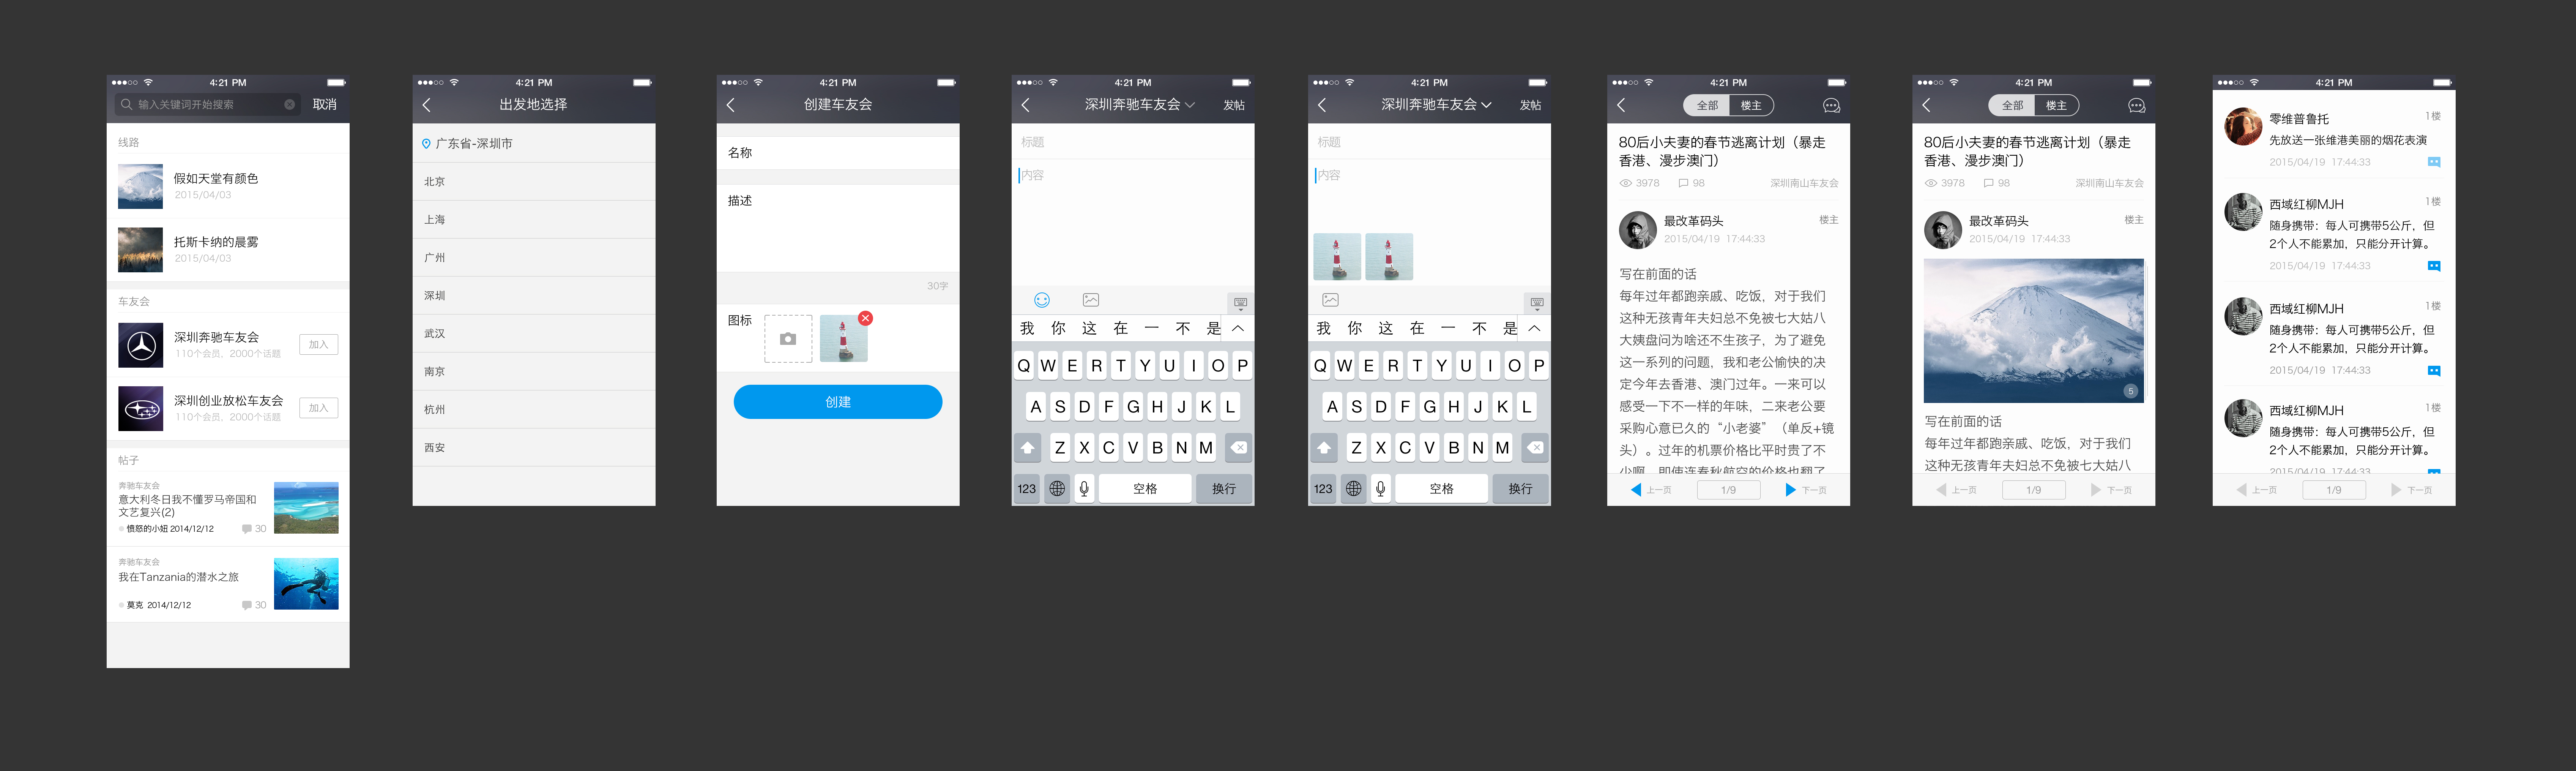 4:21 PM
输入关键词开始搜索
取消
线路
假如天堂有颜色
2015/04/03
托斯卡纳的晨雾
2015/04/03
车友会
深圳奔驰车友会
110个会员，2000个话题
加入
深圳创业放松车友会
110个会员，2000个话题
加入
帖子
奔驰车友会
意大利冬日我不懂罗马帝国和
文艺复兴(2)
愤怒的小妞 2014/12/12
30
奔驰车友会
我在Tanzania的潜水之旅
莫克 2014/12/12
30
4:21 PM
出发地选择
广东省-深圳市
北京
上海
广州
深圳
武汉
南京
杭州
西安
4:21 PM
创建车友会
名称
描述
30字
图标
创建
4:21 PM
深圳奔驰车友会
发帖
标题
内容
我 你 这 在 一 不 是
Q W E R T Y U I O P
A S D F G H J K L
Z X C V B N M
123 空格 换行
4:21 PM
深圳奔驰车友会
发帖
标题
内容
我 你 这 在 一 不 是
Q W E R T Y U I O P
A S D F G H J K L
Z X C V B N M
123 空格 换行
4:21 PM
全部 楼主
80后小夫妻的春节逃离计划（暴走
香港、漫步澳门）
3978 98 深圳南山车友会
最改革码头
楼主
2015/04/19 17:44:33
写在前面的话
每年过年都跑亲戚、吃饭，对于我们
这种无孩青年夫妇总不免被七大姑八
大姨盘问为啥还不生孩子，为了避免
这一系列的问题，我和老公愉快的决
定今年去香港、澳门过年。一来可以
感受一下不一样的年味，二来老公要
采购心意已久的“小老婆”（单反+镜
头）。过年的机票价格比平时贵了不
少啊，即使连春秋航空的价格也翻了
上一页 1/9 下一页
4:21 PM
全部 楼主
80后小夫妻的春节逃离计划（暴走
香港、漫步澳门）
3978 98 深圳南山车友会
最改革码头
楼主
2015/04/19 17:44:33
5
写在前面的话
每年过年都跑亲戚、吃饭，对于我们
这种无孩青年夫妇总不免被七大姑八
上一页 1/9 下一页
4:21 PM
零维普鲁托
1楼
先放送一张维港美丽的烟花表演
2015/04/19 17:44:33
西域红柳MJH
1楼
随身携带：每人可携带5公斤，但
2个人不能累加，只能分开计算。
2015/04/19 17:44:33
西域红柳MJH
1楼
随身携带：每人可携带5公斤，但
2个人不能累加，只能分开计算。
2015/04/19 17:44:33
西域红柳MJH
1楼
随身携带：每人可携带5公斤，但
2个人不能累加，只能分开计算。
2015/04/19 17:44:33
上一页 1/9 下一页